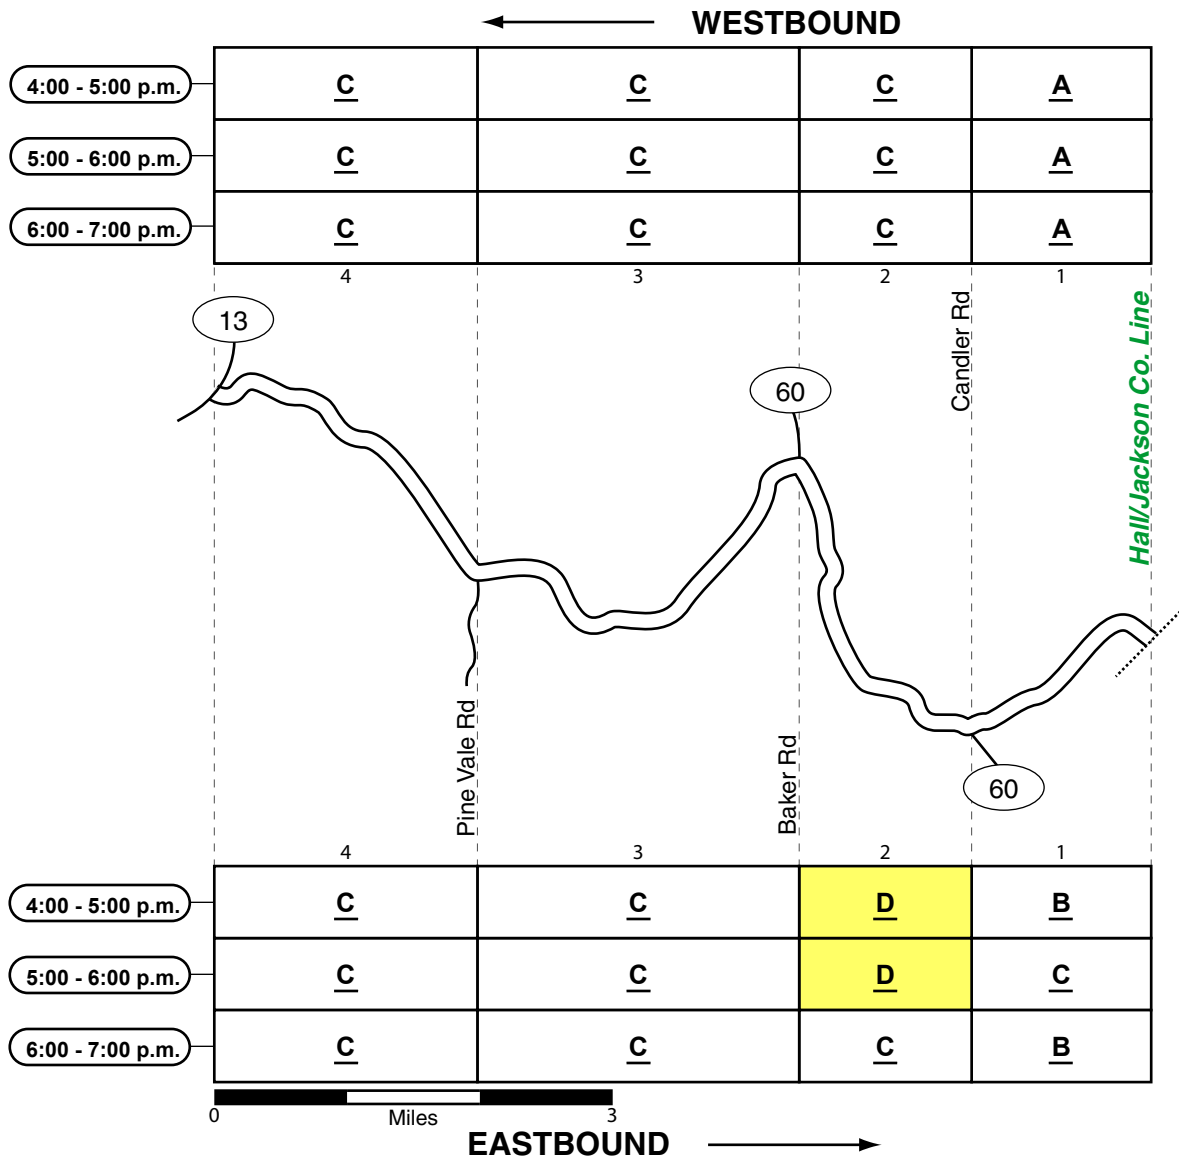 WESTBOUND
4:00 - 5:00 p.m. C C C A
5:00 - 6:00 p.m. C C C A
6:00 - 7:00 p.m. C C C A
4 3 2 1
13
60
Candler Rd
Hall/Jackson Co. Line
Pine Vale Rd
Baker Rd
60
4 3 2 1
4:00 - 5:00 p.m. C C D B
5:00 - 6:00 p.m. C C D C
6:00 - 7:00 p.m. C C C B
0 Miles 3
EASTBOUND